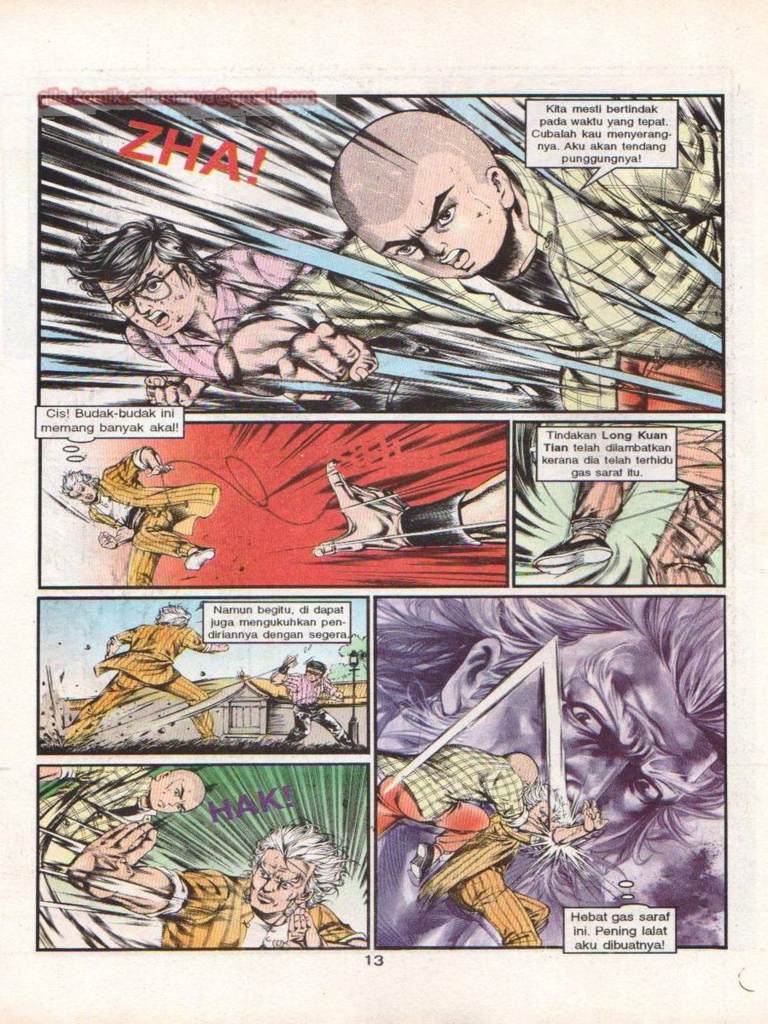 ZHA!
Kita mesti bertindak
pada waktu yang tepat.
Cubalah kau menyerang-
nya. Aku akan tendang
punggungnya!
Cis! Budak-budak ini
memang banyak akal!
Tindakan Long Kuan
Tian telah dilambatkan
kerana dia telah terhidu
gas saraf itu.
Namun begitu, di dapat
juga mengukuhkan pen-
diriannya dengan segera.
HAK!
Hebat gas saraf
ini. Pening lalat
aku dibuatnya!
13